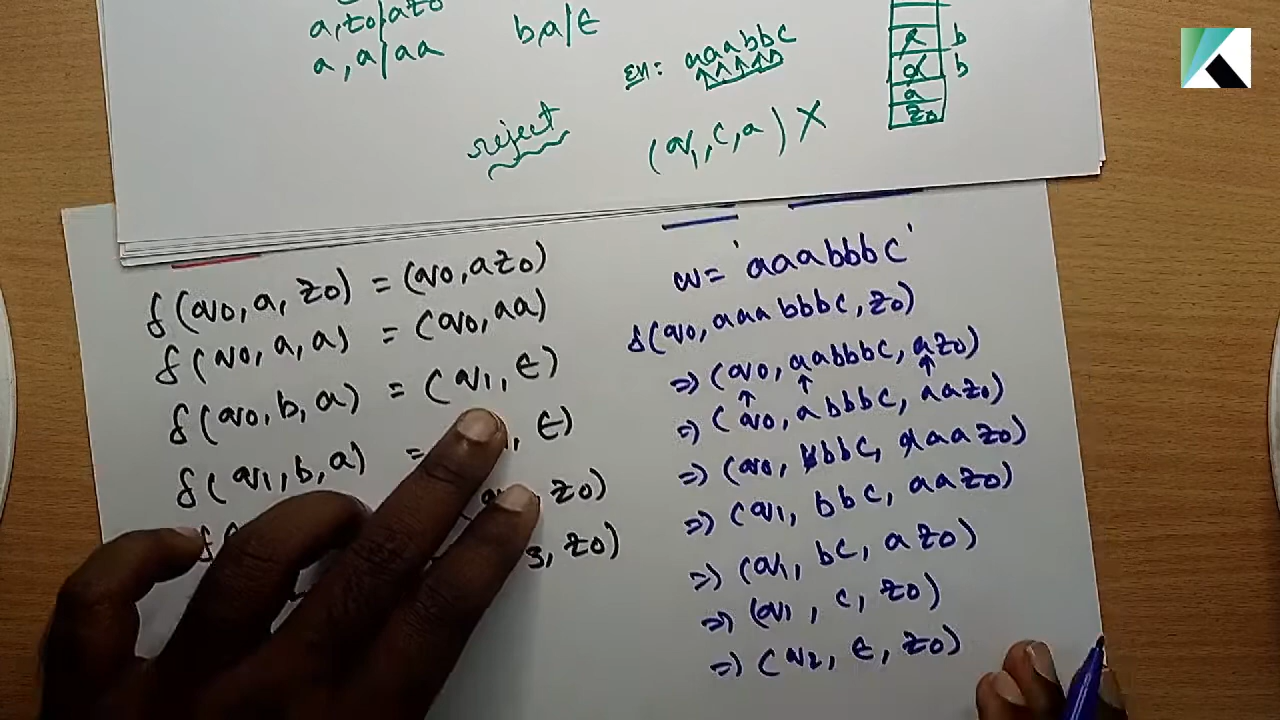 a, z0/az0
a, a/aa
b,a/ε
Ex: aaabbc
b
b
a
z0
reject
(q1, c, a) X
δ(q0, a, z0) = (q0, az0)
δ(q0, a, a) = (q0, aa)
δ(q0, b, a) = (q1, ε)
δ(q1, b, a) = , ε)
, z0)
3, z0)
w = 'aaabbbc'
δ(q0, aaabbbc, z0)
=> (q0, aabbbc, az0)
=> (q0, abbbc, aaz0)
=> (q0, bbbc, aaaz0)
=> (q1, bbc, aaz0)
=> (q1, bc, az0)
=> (q1, c, z0)
=> (q2, ε, z0)